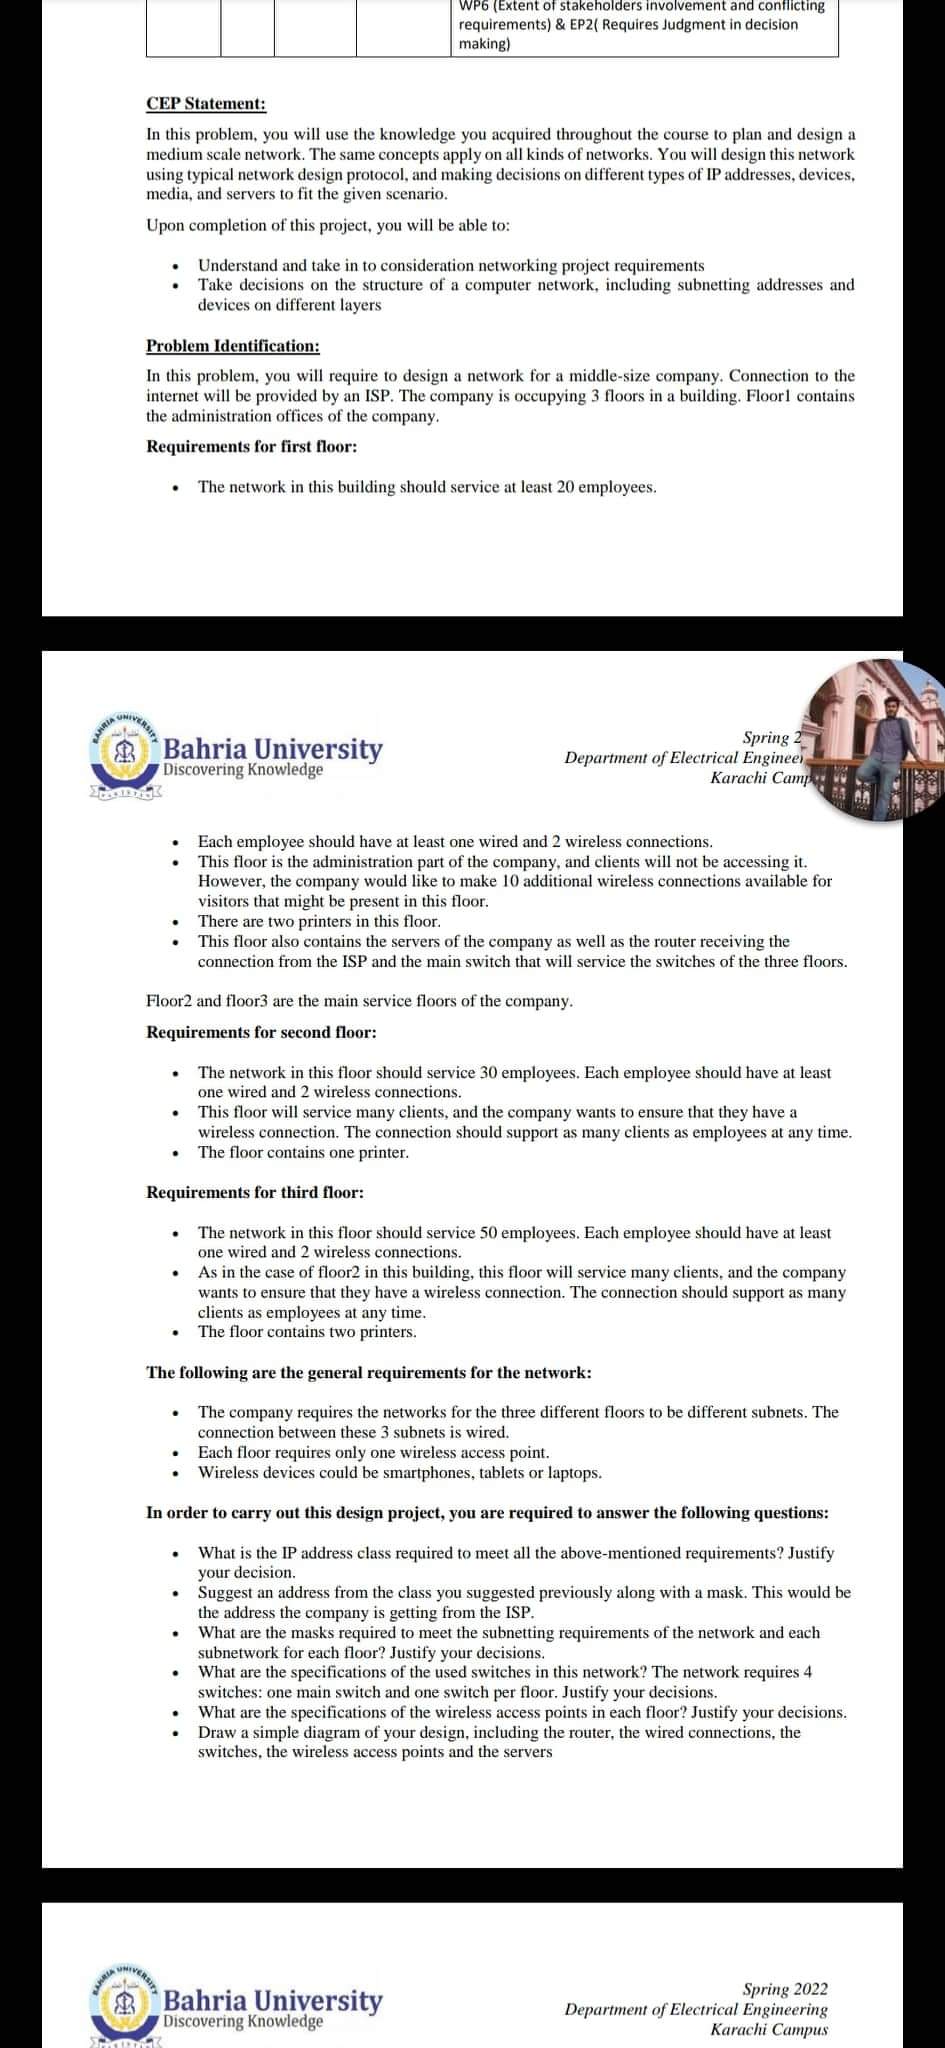 WP6 (Extent of stakeholders involvement and conflicting
requirements) & EP2( Requires Judgment in decision
making)
CEP Statement:
In this problem, you will use the knowledge you acquired throughout the course to plan and design a
medium scale network. The same concepts apply on all kinds of networks. You will design this network
using typical network design protocol, and making decisions on different types of IP addresses, devices,
media, and servers to fit the given scenario.
Upon completion of this project, you will be able to:
• Understand and take in to consideration networking project requirements
• Take decisions on the structure of a computer network, including subnetting addresses and
devices on different layers
Problem Identification:
In this problem, you will require to design a network for a middle-size company. Connection to the
internet will be provided by an ISP. The company is occupying 3 floors in a building. Floor1 contains
the administration offices of the company.
Requirements for first floor:
• The network in this building should service at least 20 employees.
BAHRIA UNIVERSITY
Bahria University
Discovering Knowledge
Spring 2
Department of Electrical Engineer
Karachi Camp
• Each employee should have at least one wired and 2 wireless connections.
• This floor is the administration part of the company, and clients will not be accessing it.
However, the company would like to make 10 additional wireless connections available for
visitors that might be present in this floor.
• There are two printers in this floor.
• This floor also contains the servers of the company as well as the router receiving the
connection from the ISP and the main switch that will service the switches of the three floors.
Floor2 and floor3 are the main service floors of the company.
Requirements for second floor:
• The network in this floor should service 30 employees. Each employee should have at least
one wired and 2 wireless connections.
• This floor will service many clients, and the company wants to ensure that they have a
wireless connection. The connection should support as many clients as employees at any time.
• The floor contains one printer.
Requirements for third floor:
• The network in this floor should service 50 employees. Each employee should have at least
one wired and 2 wireless connections.
• As in the case of floor2 in this building, this floor will service many clients, and the company
wants to ensure that they have a wireless connection. The connection should support as many
clients as employees at any time.
• The floor contains two printers.
The following are the general requirements for the network:
• The company requires the networks for the three different floors to be different subnets. The
connection between these 3 subnets is wired.
• Each floor requires only one wireless access point.
• Wireless devices could be smartphones, tablets or laptops.
In order to carry out this design project, you are required to answer the following questions:
• What is the IP address class required to meet all the above-mentioned requirements? Justify
your decision.
• Suggest an address from the class you suggested previously along with a mask. This would be
the address the company is getting from the ISP.
• What are the masks required to meet the subnetting requirements of the network and each
subnetwork for each floor? Justify your decisions.
• What are the specifications of the used switches in this network? The network requires 4
switches: one main switch and one switch per floor. Justify your decisions.
• What are the specifications of the wireless access points in each floor? Justify your decisions.
• Draw a simple diagram of your design, including the router, the wired connections, the
switches, the wireless access points and the servers
BAHRIA UNIVERSITY
Bahria University
Discovering Knowledge
Spring 2022
Department of Electrical Engineering
Karachi Campus